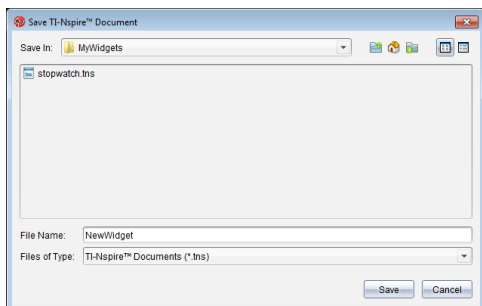 Save TI-Nspire™ Document
Save In: MyWidgets
stopwatch.tns
File Name: NewWidget
Files of Type: TI-Nspire™ Documents (*.tns)
Save Cancel